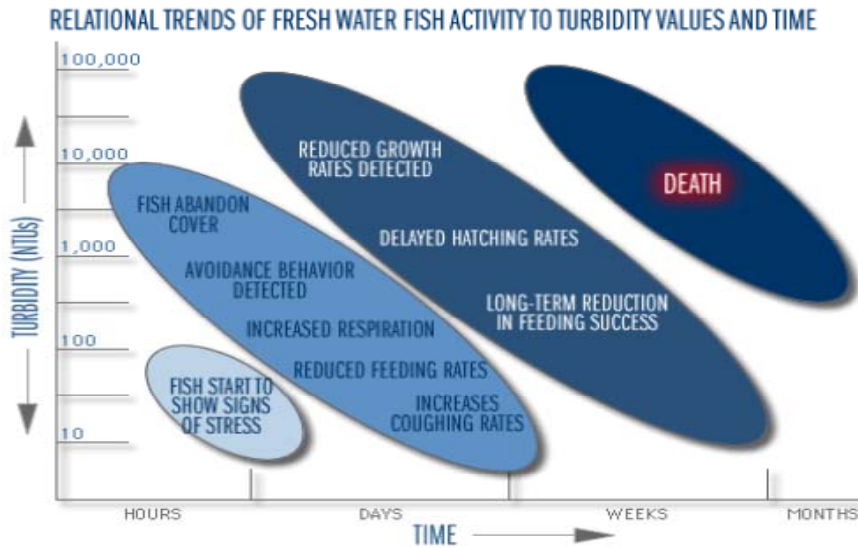 RELATIONAL TRENDS OF FRESH WATER FISH ACTIVITY TO TURBIDITY VALUES AND TIME
100,000
10,000
1,000
100
10
TURBIDITY (NTUs)
REDUCED GROWTH
RATES DETECTED
DEATH
FISH ABANDON
COVER
DELAYED HATCHING RATES
AVOIDANCE BEHAVIOR
DETECTED
LONG-TERM REDUCTION
IN FEEDING SUCCESS
INCREASED RESPIRATION
REDUCED FEEDING RATES
FISH START TO
SHOW SIGNS
OF STRESS
INCREASES
COUGHING RATES
HOURS
DAYS
WEEKS
MONTHS
TIME